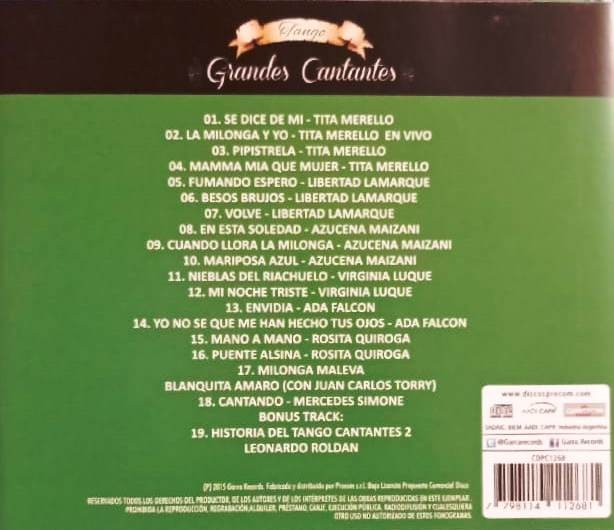 Tango
Grandes Cantantes
01. SE DICE DE MI - TITA MERELLO
02. LA MILONGA Y YO - TITA MERELLO EN VIVO
03. PIPISTRELA - TITA MERELLO
04. MAMMA MIA QUE MUJER - TITA MERELLO
05. FUMANDO ESPERO - LIBERTAD LAMARQUE
06. BESOS BRUJOS - LIBERTAD LAMARQUE
07. VOLVE - LIBERTAD LAMARQUE
08. EN ESTA SOLEDAD - AZUCENA MAIZANI
09. CUANDO LLORA LA MILONGA - AZUCENA MAIZANI
10. MARIPOSA AZUL - AZUCENA MAIZANI
11. NIEBLAS DEL RIACHUELO - VIRGINIA LUQUE
12. MI NOCHE TRISTE - VIRGINIA LUQUE
13. ENVIDIA - ADA FALCON
14. YO NO SE QUE ME HAN HECHO TUS OJOS - ADA FALCON
15. MANO A MANO - ROSITA QUIROGA
16. PUENTE ALSINA - ROSITA QUIROGA
17. MILONGA MALEVA
BLANQUITA AMARO (CON JUAN CARLOS TORRY)
18. CANTANDO - MERCEDES SIMONE
BONUS TRACK:
19. HISTORIA DEL TANGO CANTANTES 2
LEONARDO ROLDAN
www.discosprocom.com
AADI CAPIF
SADAIC BIEM AADI CAPIF Industria Argentina
@Garrarecords Garra Records
CDPC1268
7 798114 112681
(P) 2015 Garra Records. Fabricado y distribuido por Procom s.r.l. Bajo Licencia Propuesta Comercial Discs
RESERVADOS TODOS LOS DERECHOS DEL PRODUCTOR, DE LOS AUTORES Y DE LOS INTÉRPRETES DE LAS OBRAS REPRODUCIDAS EN ESTE EJEMPLAR.
PROHIBIDA LA REPRODUCCIÓN, REGRABACIÓN, ALQUILER, PRÉSTAMO, CANJE, EJECUCIÓN PÚBLICA, RADIODIFUSIÓN Y CUALESQUIERA
OTRO USO NO AUTORIZADO DE ESTOS FONOGRAMAS.